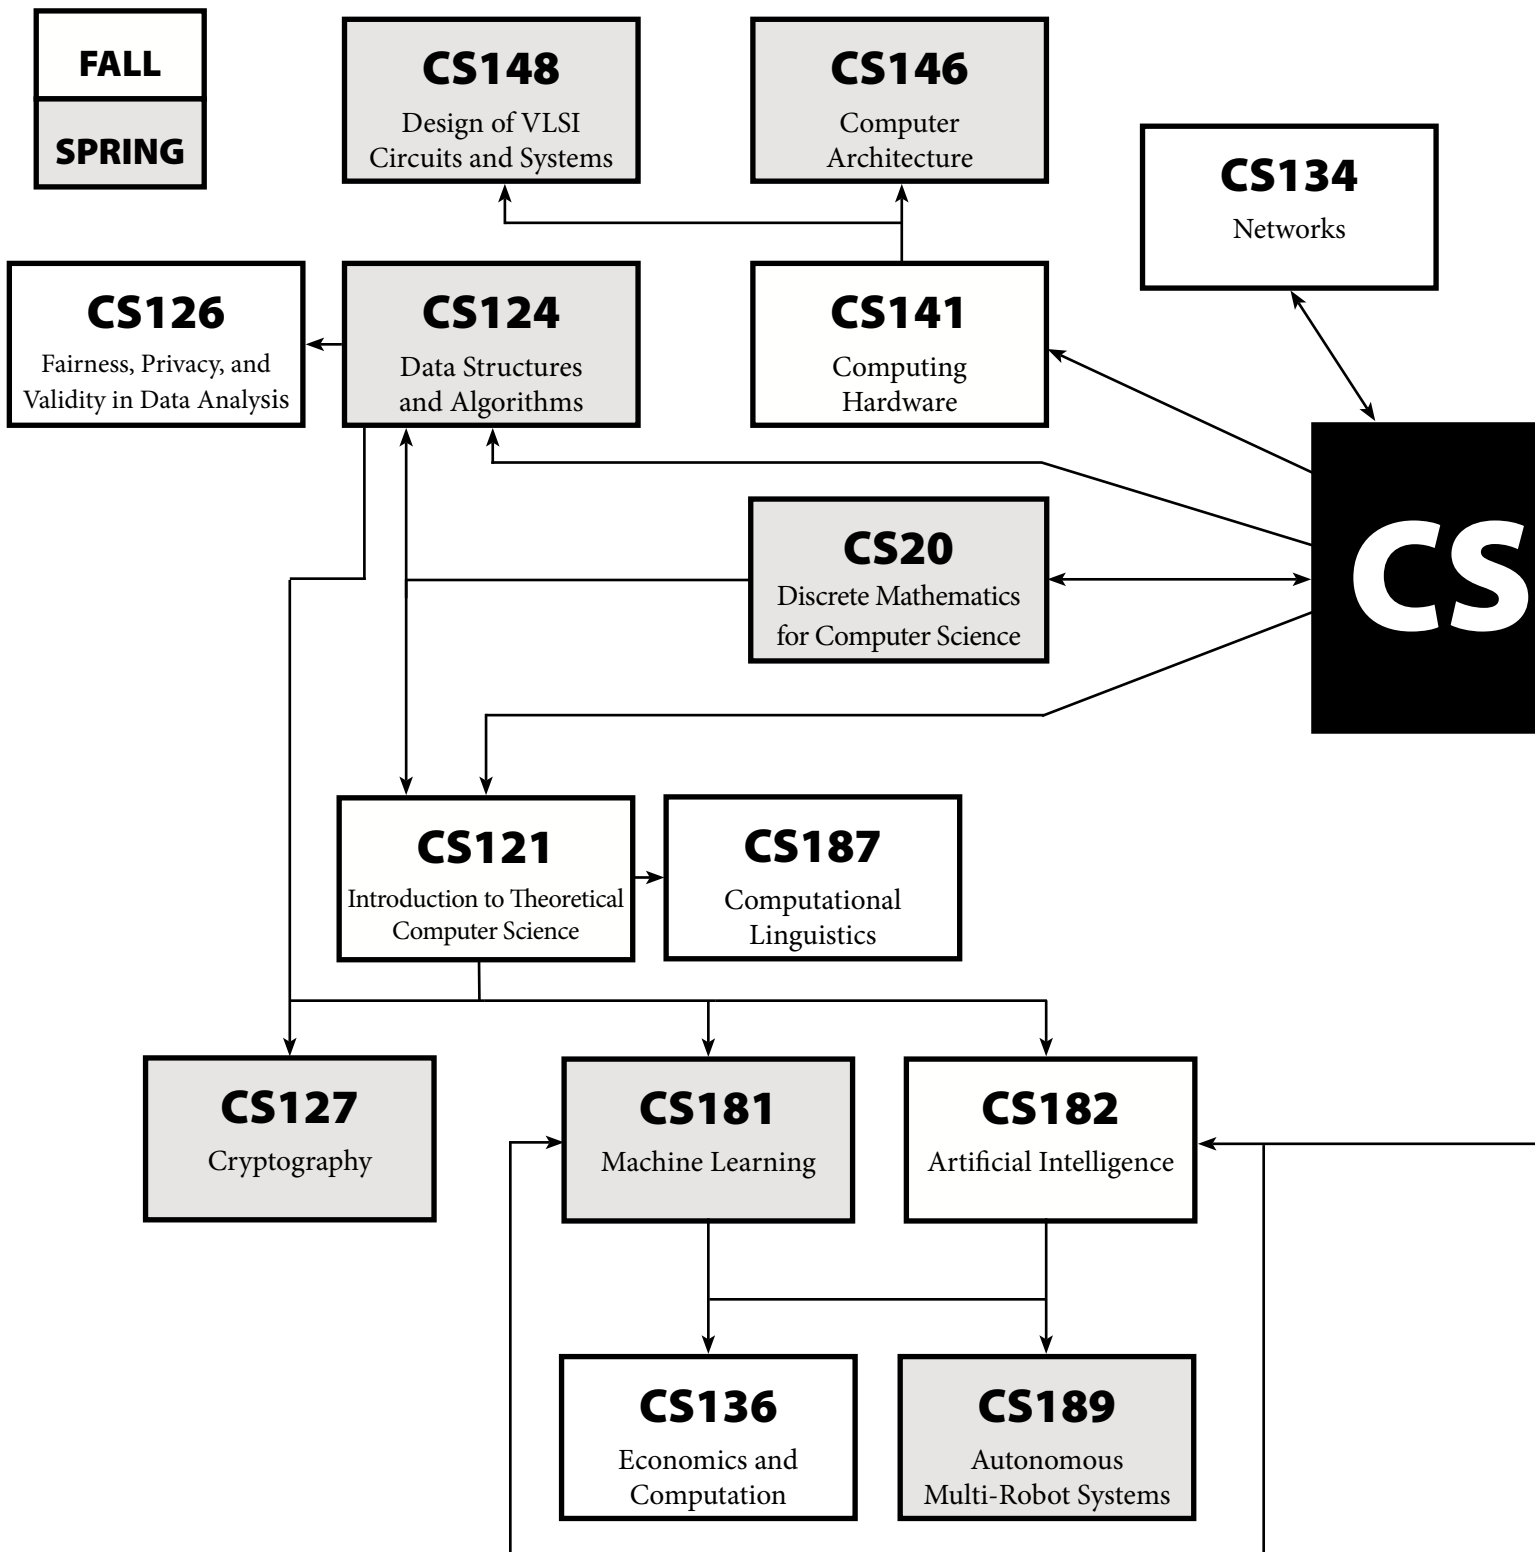 FALL
SPRING
CS148
Design of VLSI
Circuits and Systems
CS146
Computer
Architecture
CS134
Networks
CS126
Fairness, Privacy, and
Validity in Data Analysis
CS124
Data Structures
and Algorithms
CS141
Computing
Hardware
CS20
Discrete Mathematics
for Computer Science
CS
CS121
Introduction to Theoretical
Computer Science
CS187
Computational
Linguistics
CS127
Cryptography
CS181
Machine Learning
CS182
Artificial Intelligence
CS136
Economics and
Computation
CS189
Autonomous
Multi-Robot Systems